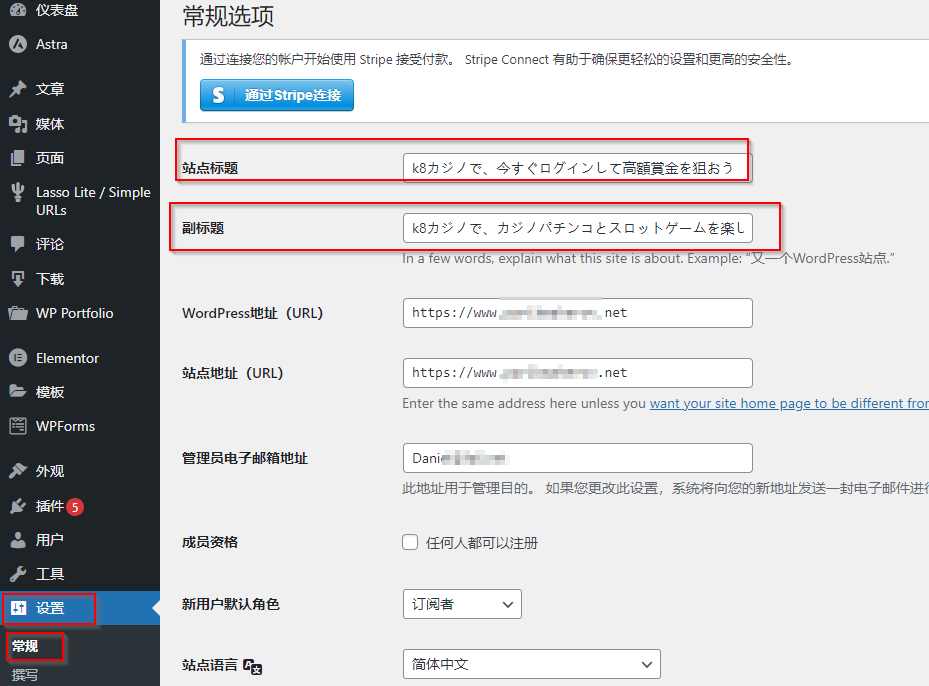 仪表盘
Astra
文章
媒体
页面
Lasso Lite / Simple
URLs
评论
下载
WP Portfolio
Elementor
模板
WPForms
外观
插件 5
用户
工具
设置
常规
撰写
常规选项
通过连接您的帐户开始使用 Stripe 接受付款。 Stripe Connect 有助于确保更轻松的设置和更高的安全性。
S 通过Stripe连接
站点标题 k8カジノで、今すぐログインして高額賞金を狙おう
副标题 k8カジノで、カジノパチンコとスロットゲームを楽し
In a few words, explain what this site is about. Example: “又一个WordPress站点.”
WordPress地址（URL） https://www. .net
站点地址（URL） https://www. .net
Enter the same address here unless you want your site home page to be different from
管理员电子邮箱地址 Dani
此地址用于管理目的。 如果您更改此设置，系统将向您的新地址发送一封电子邮件进行
成员资格 任何人都可以注册
新用户默认角色 订阅者
站点语言 简体中文